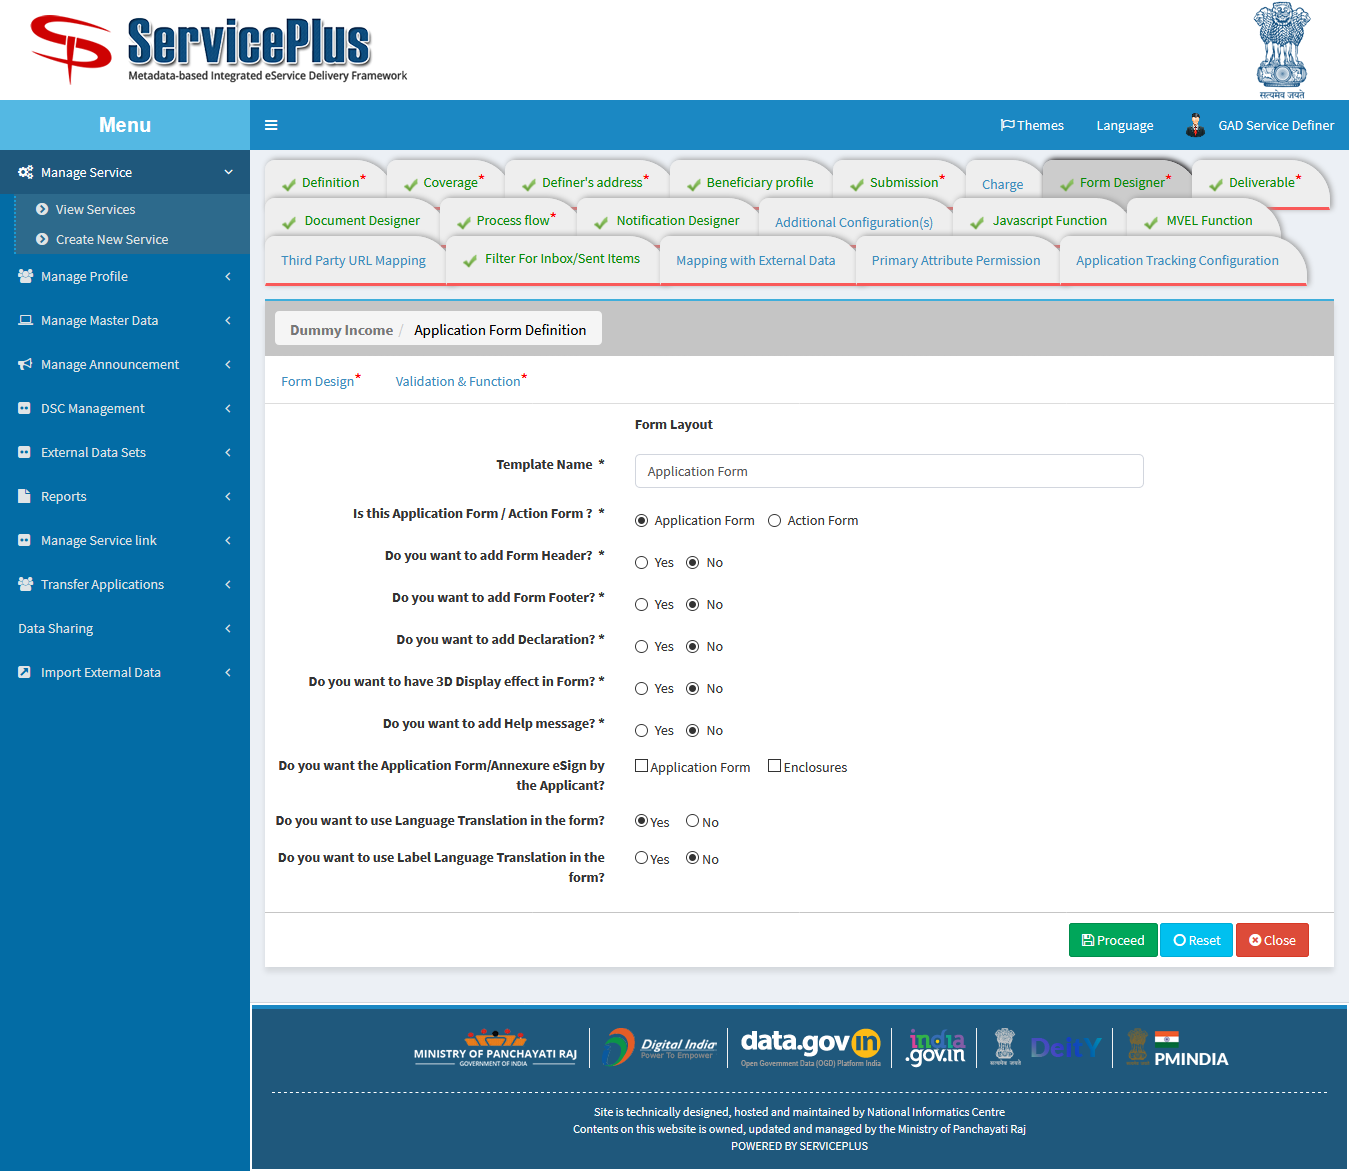 ServicePlus
Metadata-based Integrated eService Delivery Framework
सत्यमेव जयते
Menu
Themes
Language
GAD Service Definer
Manage Service
View Services
Create New Service
Manage Profile
Manage Master Data
Manage Announcement
DSC Management
External Data Sets
Reports
Manage Service link
Transfer Applications
Data Sharing
Import External Data
Definition* Coverage* Definer's address* Beneficiary profile Submission* Charge Form Designer* Deliverable*
Document Designer Process flow* Notification Designer Additional Configuration(s) Javascript Function MVEL Function
Third Party URL Mapping Filter For Inbox/Sent Items Mapping with External Data Primary Attribute Permission Application Tracking Configuration
Dummy Income / Application Form Definition
Form Design* Validation & Function*
Form Layout
Template Name * Application Form
Is this Application Form / Action Form ? * Application Form Action Form
Do you want to add Form Header? * Yes No
Do you want to add Form Footer? * Yes No
Do you want to add Declaration? * Yes No
Do you want to have 3D Display effect in Form? * Yes No
Do you want to add Help message? * Yes No
Do you want the Application Form/Annexure eSign by
the Applicant?
Application Form Enclosures
Do you want to use Language Translation in the form? Yes No
Do you want to use Label Language Translation in the
form?
Yes No
Proceed Reset Close
MINISTRY OF PANCHAYATI RAJ
GOVERNMENT OF INDIA
Digital India
Power To Empower
data.gov in
Open Government Data (OGD) Platform India
india
.gov.in
सत्यमेव जयते
DeitY
PMINDIA
Site is technically designed, hosted and maintained by National Informatics Centre
Contents on this website is owned, updated and managed by the Ministry of Panchayati Raj
POWERED BY SERVICEPLUS